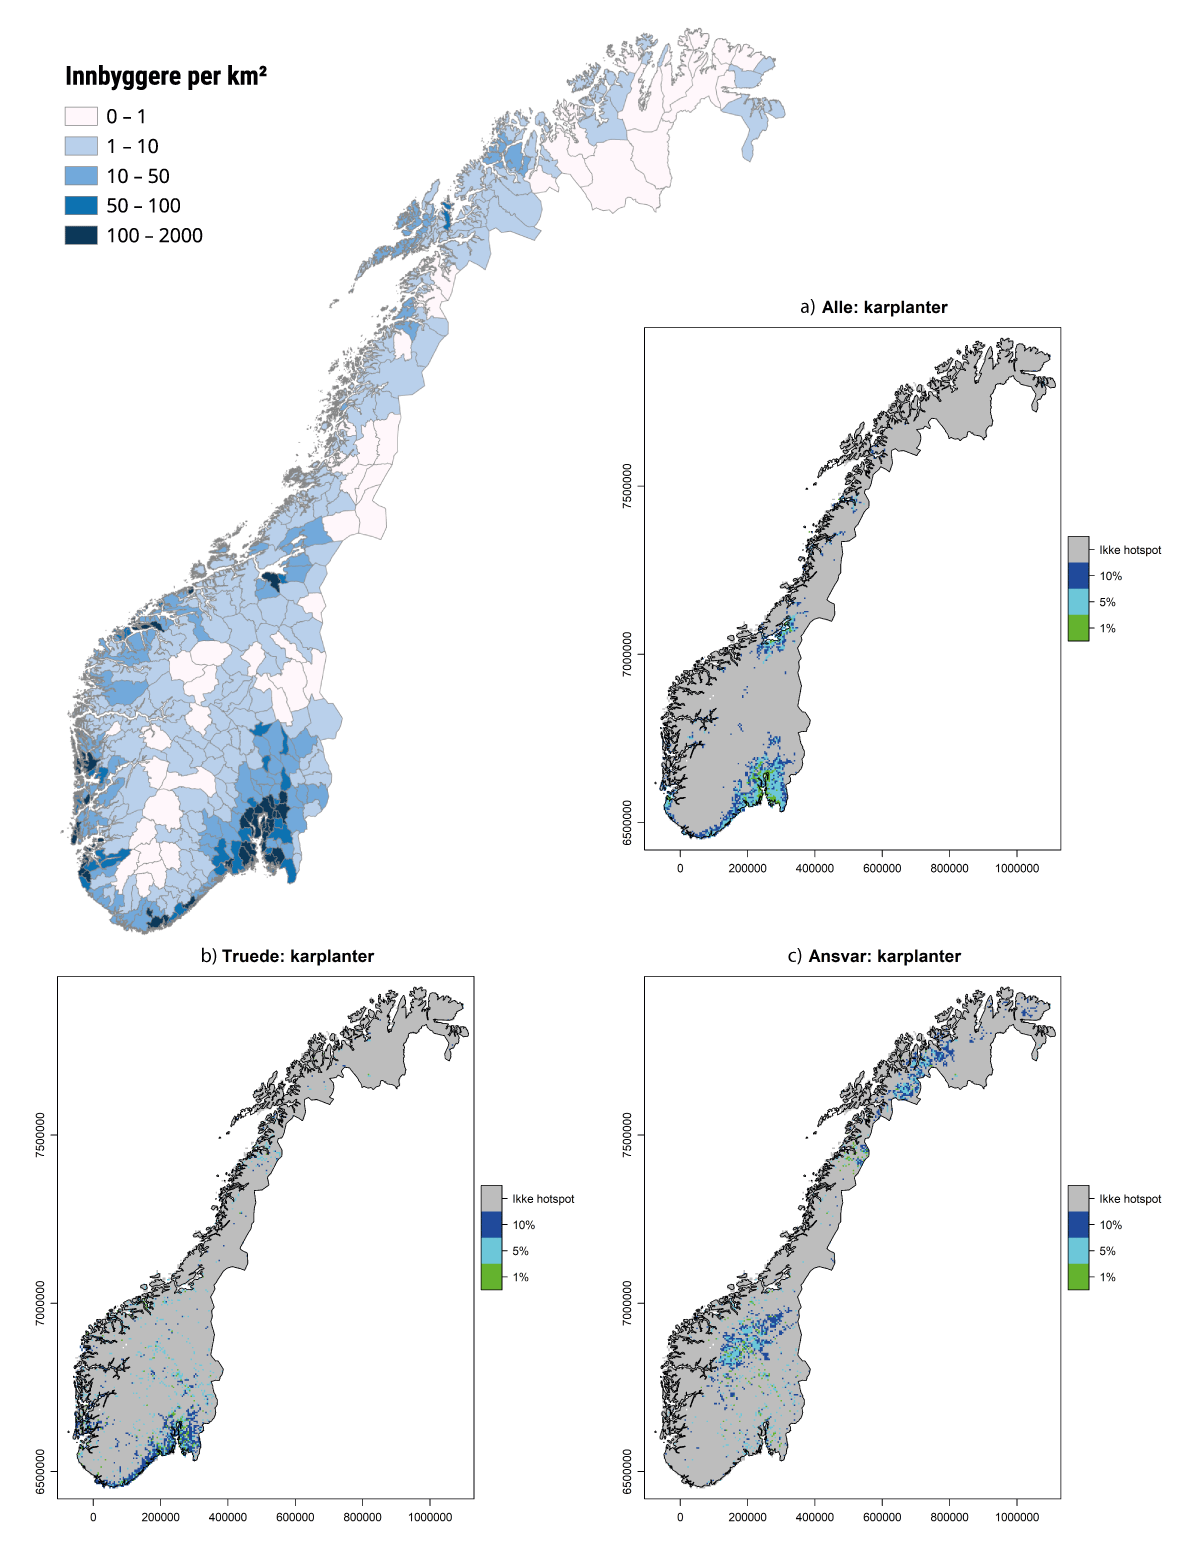 Innbyggere per km²
0 – 1
1 – 10
10 – 50
50 – 100
100 – 2000
a) Alle: karplanter
7500000
7000000
6500000
0 200000 400000 600000 800000 1000000
Ikke hotspot
10%
5%
1%
b) Truede: karplanter
7500000
7000000
6500000
0 200000 400000 600000 800000 1000000
Ikke hotspot
10%
5%
1%
c) Ansvar: karplanter
7500000
7000000
6500000
0 200000 400000 600000 800000 1000000
Ikke hotspot
10%
5%
1%